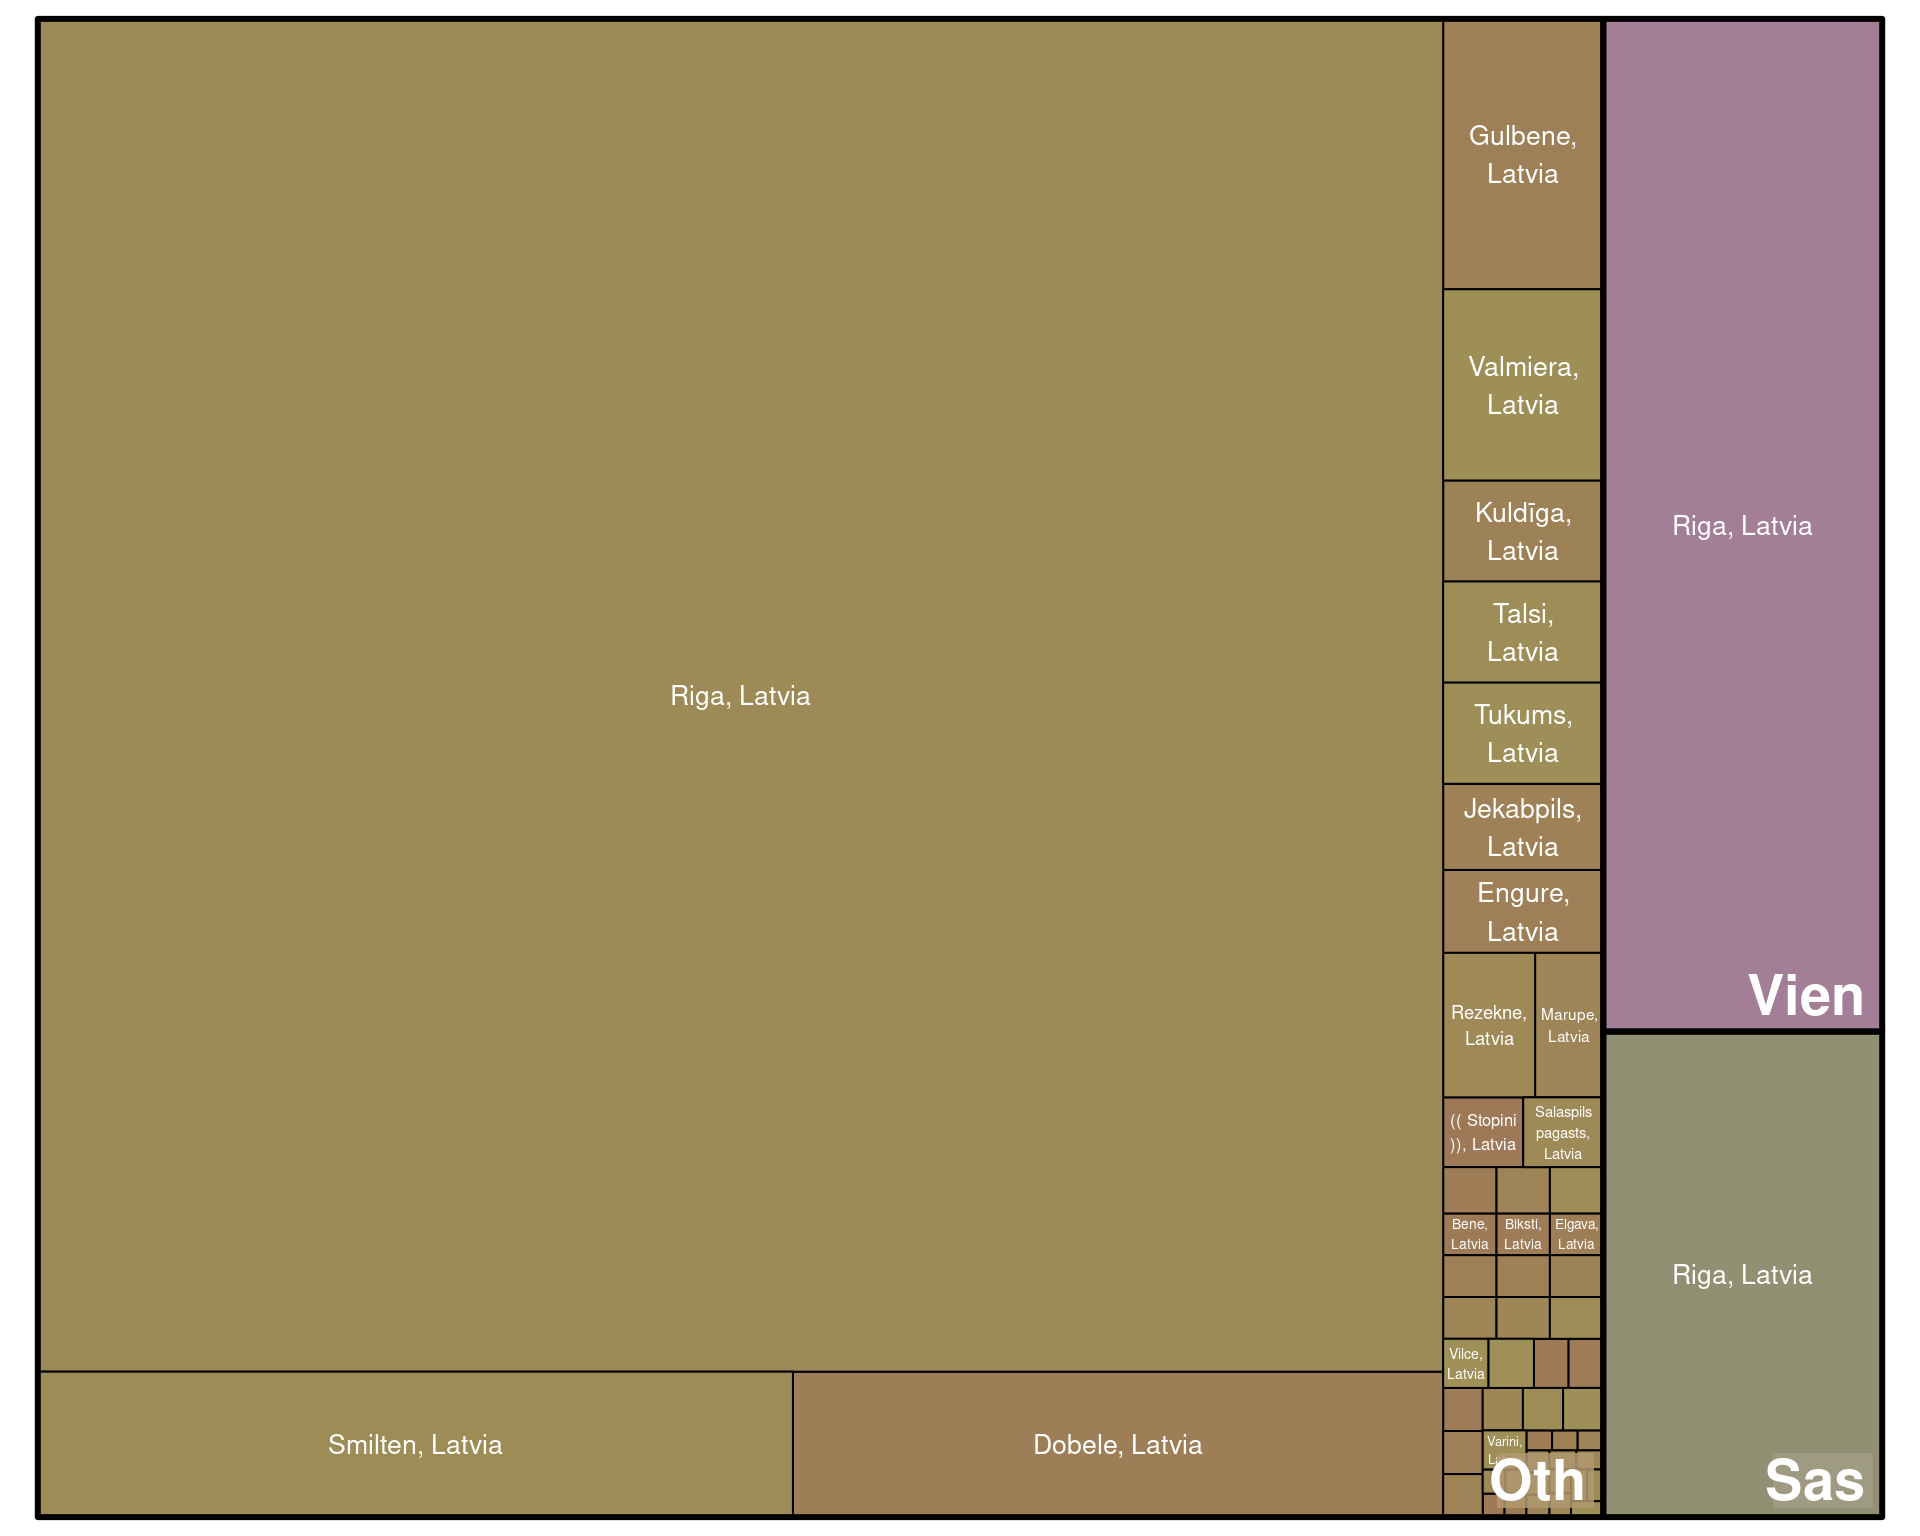 Riga, Latvia
Smilten, Latvia
Dobele, Latvia
Gulbene,
Latvia
Valmiera,
Latvia
Kuldīga,
Latvia
Talsi,
Latvia
Tukums,
Latvia
Jekabpils,
Latvia
Engure,
Latvia
Rezekne,
Latvia
Marupe,
Latvia
(( Stopini
)), Latvia
Salaspils
pagasts,
Latvia
Bene,
Latvia
Biksti,
Latvia
Elgava,
Latvia
Vilce,
Latvia
Varini,
Oth
Riga, Latvia
Vien
Riga, Latvia
Sas